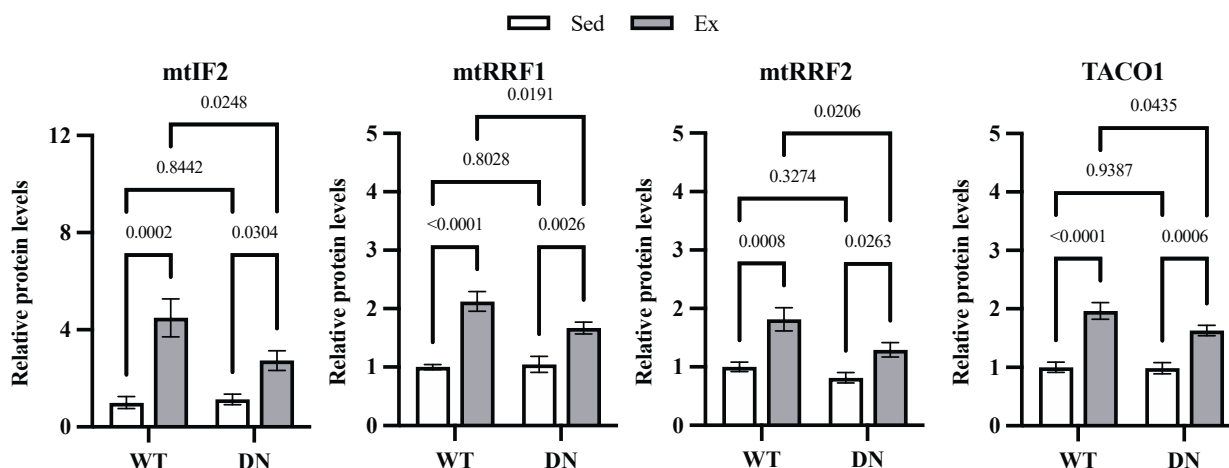 Sed Ex
mtIF2
0.0248
0.8442
0.0002 0.0304
Relative protein levels
12
8
4
0
WT DN
mtRRF1
0.0191
0.8028
<0.0001 0.0026
Relative protein levels
5
4
3
2
1
0
WT DN
mtRRF2
0.0206
0.3274
0.0008 0.0263
Relative protein levels
5
4
3
2
1
0
WT DN
TACO1
0.0435
0.9387
<0.0001 0.0006
Relative protein levels
5
4
3
2
1
0
WT DN